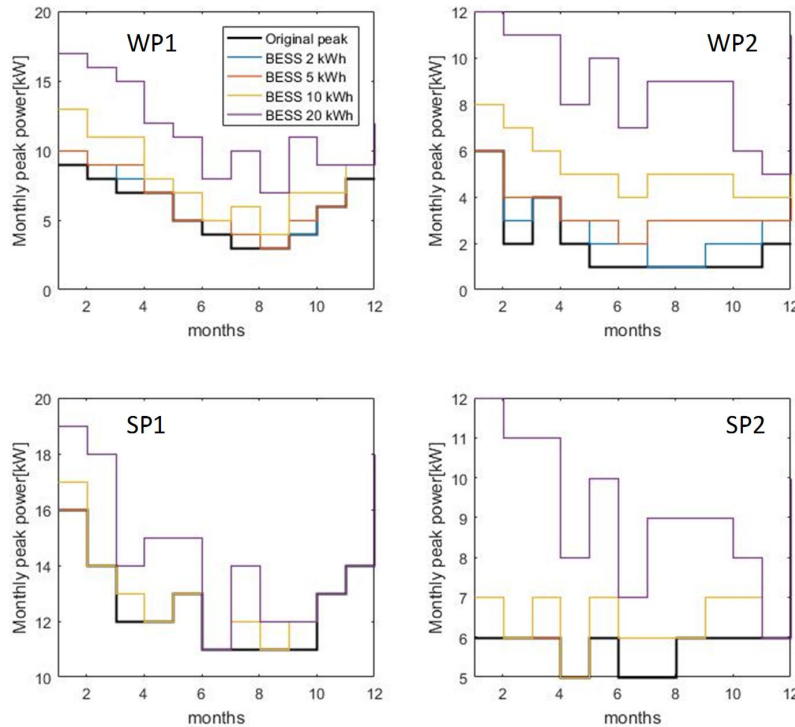 WP1
Original peak
BESS 2 kWh
BESS 5 kWh
BESS 10 kWh
BESS 20 kWh
Monthly peak power[kW]
20
15
10
5
0
2 4 6 8 10 12
months
WP2
Monthly peak power[kW]
12
10
8
6
4
2
0
2 4 6 8 10 12
months
SP1
Monthly peak power[kW]
20
18
16
14
12
10
2 4 6 8 10 12
months
SP2
Monthly peak power[kW]
12
11
10
9
8
7
6
5
2 4 6 8 10 12
months